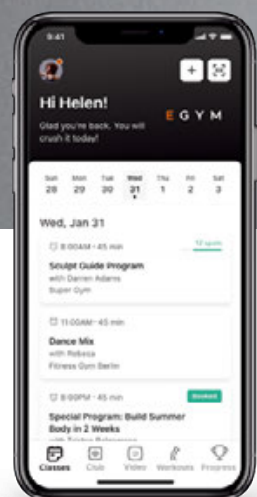 9:41
Hi Helen!
Glad you're back. You will
crush it today!
EGYM
Sun Mon Tue Wed Thu Fri Sat
28 29 30 31 1 2 3
Wed, Jan 31
8:00AM - 45 min
12 spots
Sculpt Guide Program
with Darren Adams
Super Gym
11:00AM - 45 min
Dance Mix
with Rebeca
Fitness Gym Berlin
8:00PM - 45 min
Booked
Special Program: Build Summer
Body in 2 Weeks
with
Classes Club Video Workouts Progress